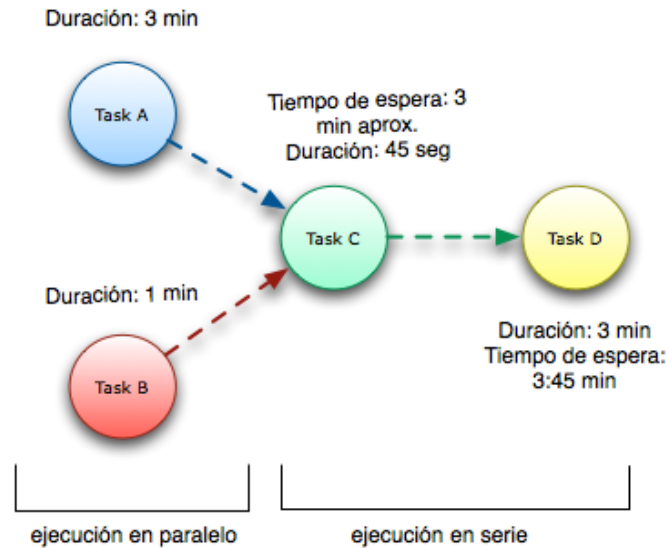 Duración: 3 min
Task A
Tiempo de espera: 3
min aprox.
Duración: 45 seg
Task C
Task D
Duración: 1 min
Task B
Duración: 3 min
Tiempo de espera:
3:45 min
ejecución en paralelo
ejecución en serie